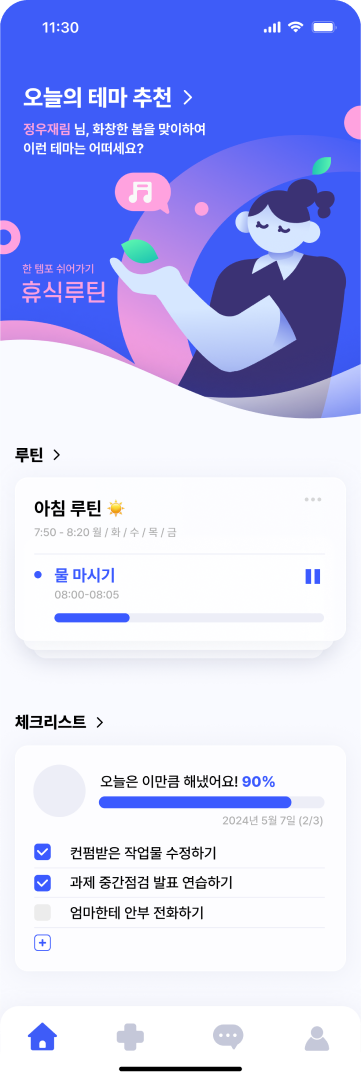 11:30
오늘의 테마 추천
정우재림 님, 화창한 봄을 맞이하여
이런 테마는 어떠세요?
한 템포 쉬어가기
휴식루틴
루틴
아침 루틴 ☀️
7:50 - 8:20 월 / 화 / 수 / 목 / 금
물 마시기
08:00-08:05
체크리스트
오늘은 이만큼 해냈어요! 90%
2024년 5월 7일 (2/3)
컨펌받은 작업물 수정하기
과제 중간점검 발표 연습하기
엄마한테 안부 전화하기